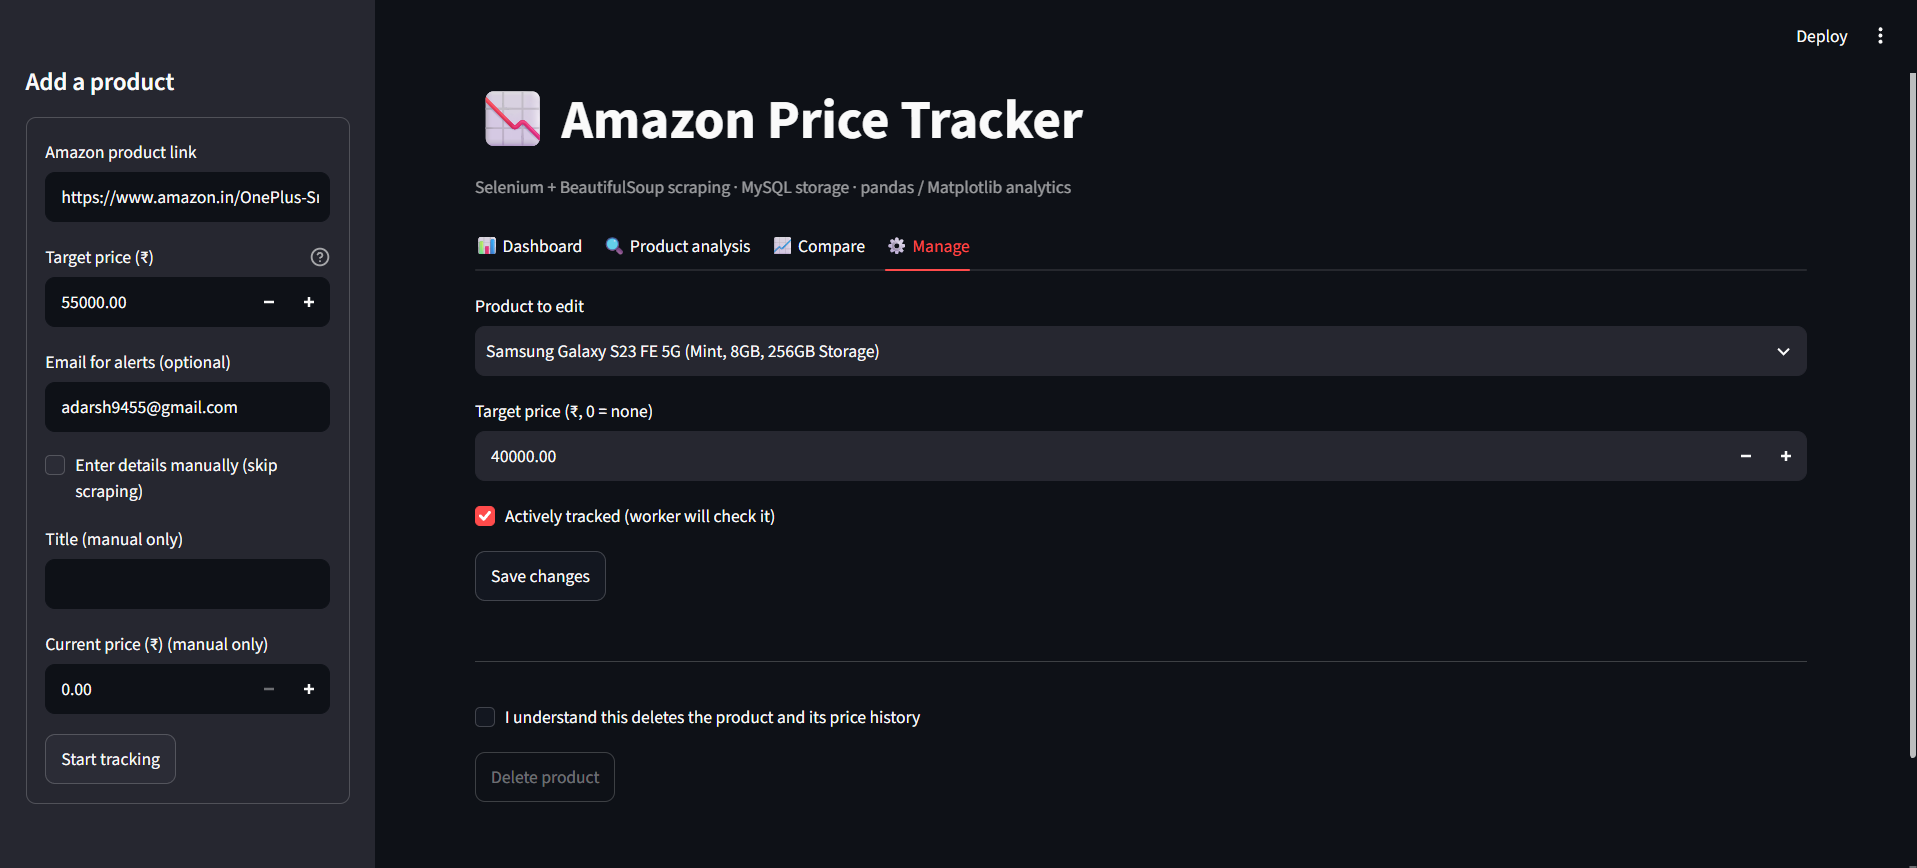 Deploy
Add a product
Amazon product link
https://www.amazon.in/OnePlus-Sı
Target price (₹)
55000.00
Email for alerts (optional)
adarsh9455@gmail.com
Enter details manually (skip
scraping)
Title (manual only)
Current price (₹) (manual only)
0.00
Start tracking
Amazon Price Tracker
Selenium + BeautifulSoup scraping · MySQL storage · pandas / Matplotlib analytics
Dashboard Product analysis Compare Manage
Product to edit
Samsung Galaxy S23 FE 5G (Mint, 8GB, 256GB Storage)
Target price (₹, 0 = none)
40000.00
Actively tracked (worker will check it)
Save changes
I understand this deletes the product and its price history
Delete product